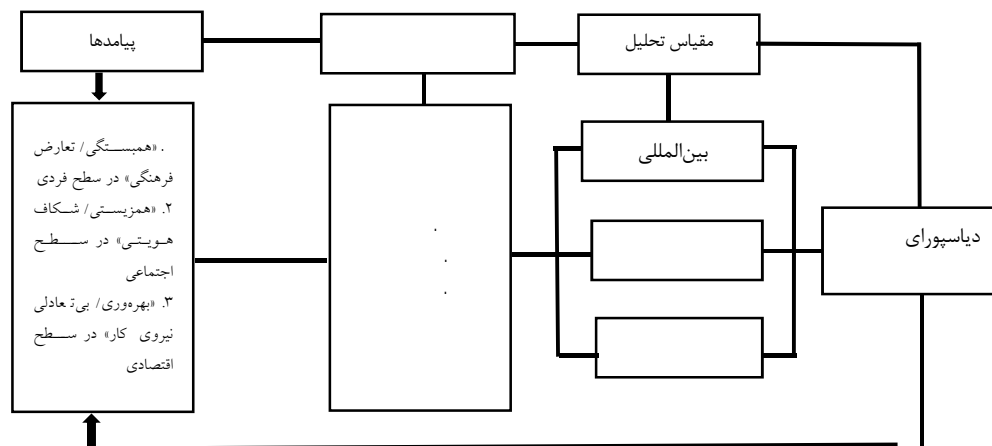 پیامدها
مقیاس تحلیل
. «همبستگی/ تعارض
فرهنگی» در سطح فردی
۲. «همزیستی/ شکاف
هویتی» در سطح
اجتماعی
۳. «بهره‌وری/ بی‌تعادلی
نیروی کار» در سطح
اقتصادی
.
.
.
بین‌المللی
دیاسپورای